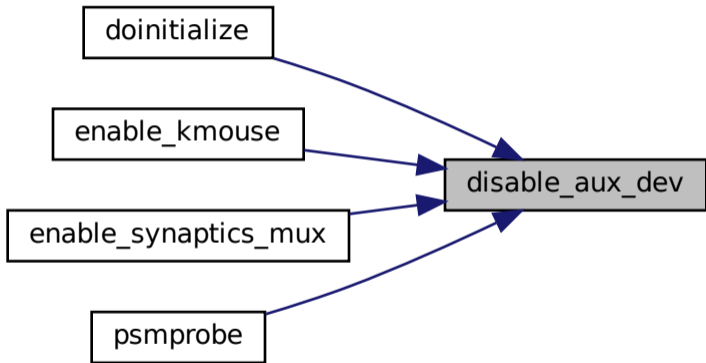 doinitialize
enable_kmouse
disable_aux_dev
enable_synaptics_mux
psmprobe